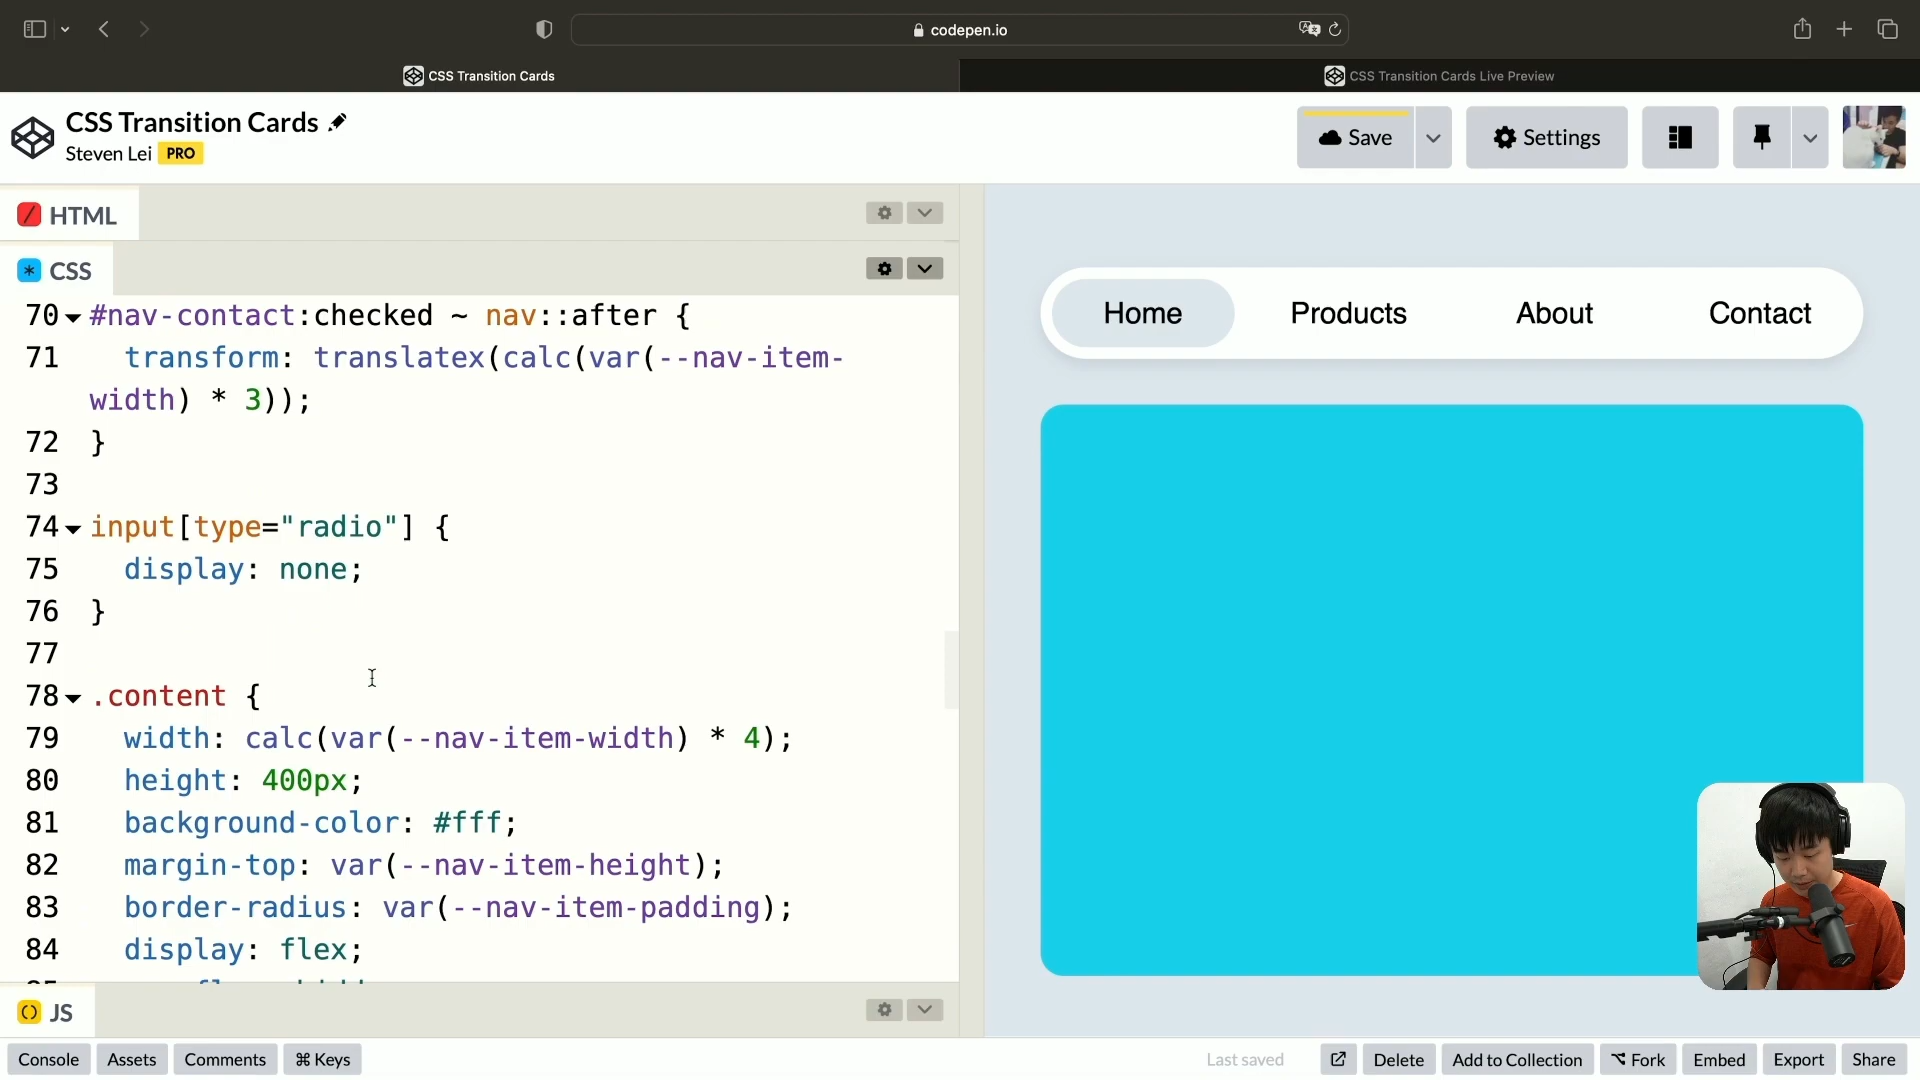 codepen.io
CSS Transition Cards
CSS Transition Cards Live Preview
CSS Transition Cards
Steven Lei PRO
Save
Settings
HTML
CSS
70 #nav-contact:checked ~ nav::after {
71 transform: translatex(calc(var(--nav-item-
width) * 3));
72 }
73
74 input[type="radio"] {
75 display: none;
76 }
77
78 .content {
79 width: calc(var(--nav-item-width) * 4);
80 height: 400px;
81 background-color: #fff;
82 margin-top: var(--nav-item-height);
83 border-radius: var(--nav-item-padding);
84 display: flex;
Home
Products
About
Contact
JS
Console
Assets
Comments
⌘ Keys
Last saved
Delete
Add to Collection
Fork
Embed
Export
Share